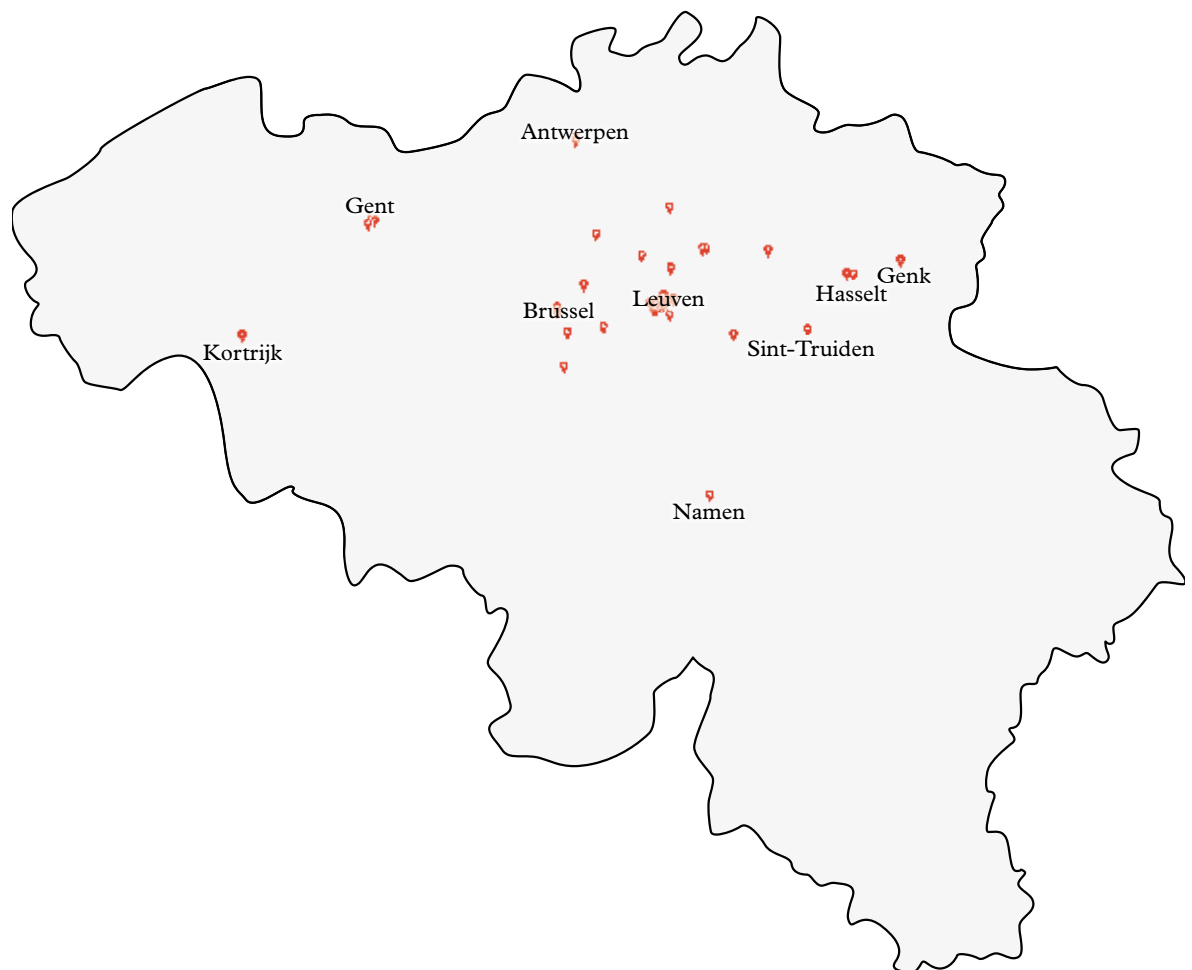 Antwerpen
Gent
Genk
Hasselt
Leuven
Brussel
Sint-Truiden
Kortrijk
Namen